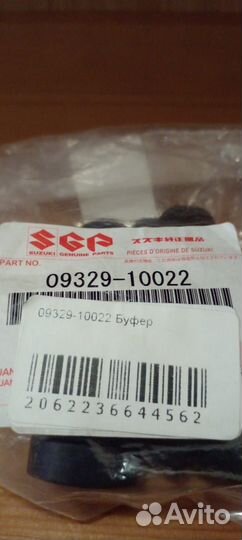 SGP
スズキ純正部品
SUZUKI GENUINE PARTS
PIÈCES D'ORIGINE DE SUZUKI
PART NO.
09329-10022
09329-10022 Буфер
2062236644562
Avito